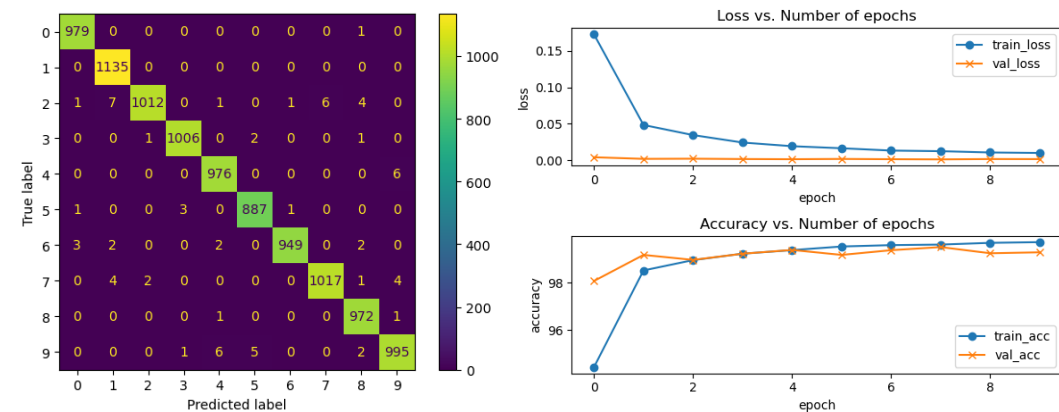 0 979 0 0 0 0 0 0 0 1 0
1 0 1135 0 0 0 0 0 0 0 0
2 1 7 1012 0 1 0 1 6 4 0
3 0 0 1 1006 0 2 0 0 1 0
4 0 0 0 0 976 0 0 0 0 6
5 1 0 0 3 0 887 1 0 0 0
6 3 2 0 0 2 0 949 0 2 0
7 0 4 2 0 0 0 0 1017 1 4
8 0 0 0 0 1 0 0 0 972 1
9 0 0 0 1 6 5 0 0 2 995
0 1 2 3 4 5 6 7 8 9
True label
Predicted label
1000
800
600
400
200
0
Loss vs. Number of epochs
train_loss
val_loss
0.15
0.10
0.05
0.00
loss
0 2 4 6 8
epoch
Accuracy vs. Number of epochs
98
96
accuracy
train_acc
val_acc
0 2 4 6 8
epoch